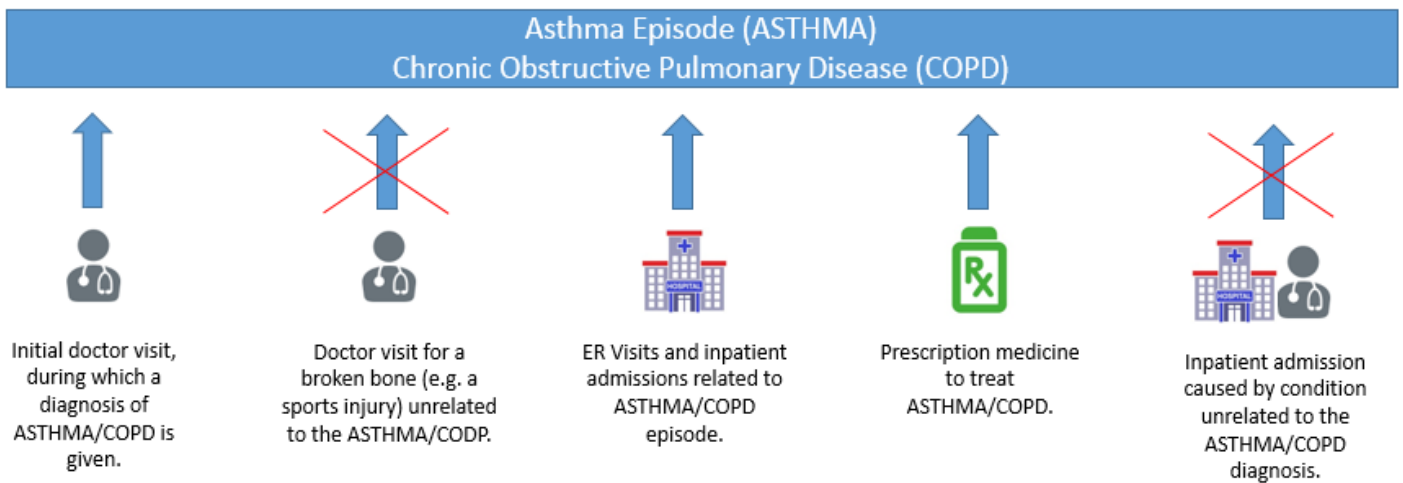 Asthma Episode (ASTHMA)
Chronic Obstructive Pulmonary Disease (COPD)
Initial doctor visit,
during which a
diagnosis of
ASTHMA/COPD is
given.
Doctor visit for a
broken bone (e.g. a
sports injury) unrelated
to the ASTHMA/CODP.
HOSPITAL
ER Visits and inpatient
admissions related to
ASTHMA/COPD
episode.
Rx
Prescription medicine
to treat
ASTHMA/COPD.
HOSPITAL
Inpatient admission
caused by condition
unrelated to the
ASTHMA/COPD
diagnosis.